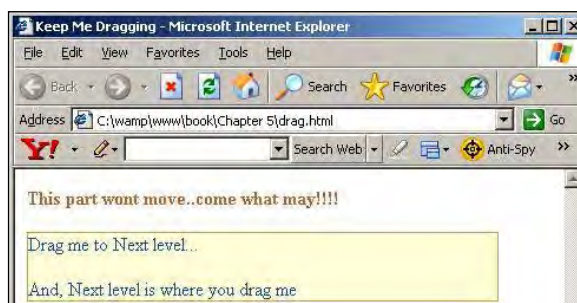 Keep Me Dragging - Microsoft Internet Explorer
File Edit View Favorites Tools Help
Back Search Favorites »
Address C:\wamp\www\book\Chapter 5\drag.html Go
Y! Search Web Anti-Spy »
This part wont move..come what may!!!!
Drag me to Next level...
And, Next level is where you drag me